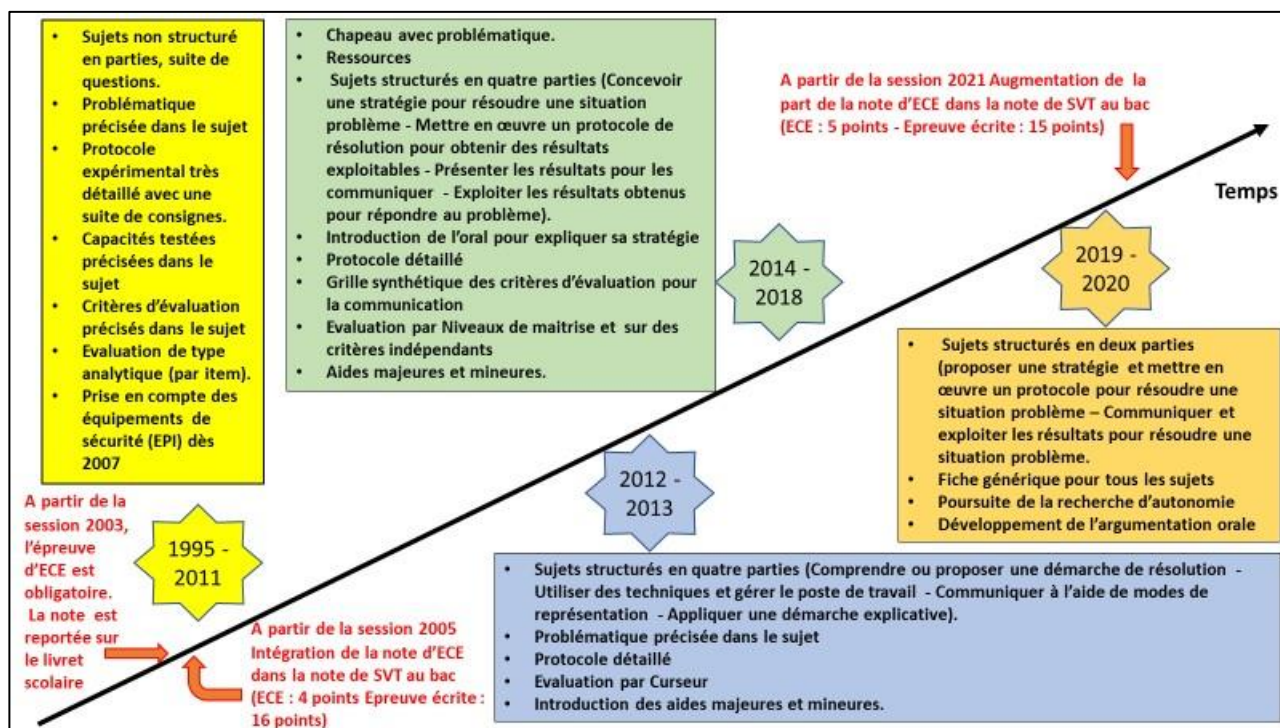 • Sujets non structuré
en parties, suite de
questions.
• Problématique
précisée dans le sujet
• Protocole
expérimental très
détaillé avec une
suite de consignes.
• Capacités testées
précisées dans le
sujet
• Critères d’évaluation
précisés dans le sujet
• Evaluation de type
analytique (par item).
• Prise en compte des
équipements de
sécurité (EPI) dès
2007
• Chapeau avec problématique.
• Ressources
• Sujets structurés en quatre parties (Concevoir
une stratégie pour résoudre une situation
problème - Mettre en œuvre un protocole de
résolution pour obtenir des résultats
exploitables - Présenter les résultats pour les
communiquer - Exploiter les résultats obtenus
pour répondre au problème).
• Introduction de l’oral pour expliquer sa stratégie
• Protocole détaillé
• Grille synthétique des critères d’évaluation pour
la communication
• Evaluation par Niveaux de maitrise et sur des
critères indépendants
• Aides majeures et mineures.
A partir de la session 2021 Augmentation de la
part de la note d’ECE dans la note de SVT au bac
(ECE : 5 points - Epreuve écrite : 15 points)
Temps
2014 -
2018
2019 -
2020
• Sujets structurés en deux parties
(proposer une stratégie et mettre en
œuvre un protocole pour résoudre une
situation problème – Communiquer et
exploiter les résultats pour résoudre une
situation problème.
• Fiche générique pour tous les sujets
• Poursuite de la recherche d’autonomie
• Développement de l’argumentation orale
2012 -
2013
A partir de la
session 2003,
l’épreuve
d’ECE est
obligatoire.
La note est
reportée sur
le livret
scolaire
1995 -
2011
A partir de la session 2005
Intégration de la note d’ECE
dans la note de SVT au bac
(ECE : 4 points Epreuve écrite :
16 points)
• Sujets structurés en quatre parties (Comprendre ou proposer une démarche de résolution -
Utiliser des techniques et gérer le poste de travail - Communiquer à l’aide de modes de
représentation - Appliquer une démarche explicative).
• Problématique précisée dans le sujet
• Protocole détaillé
• Evaluation par Curseur
• Introduction des aides majeures et mineures.